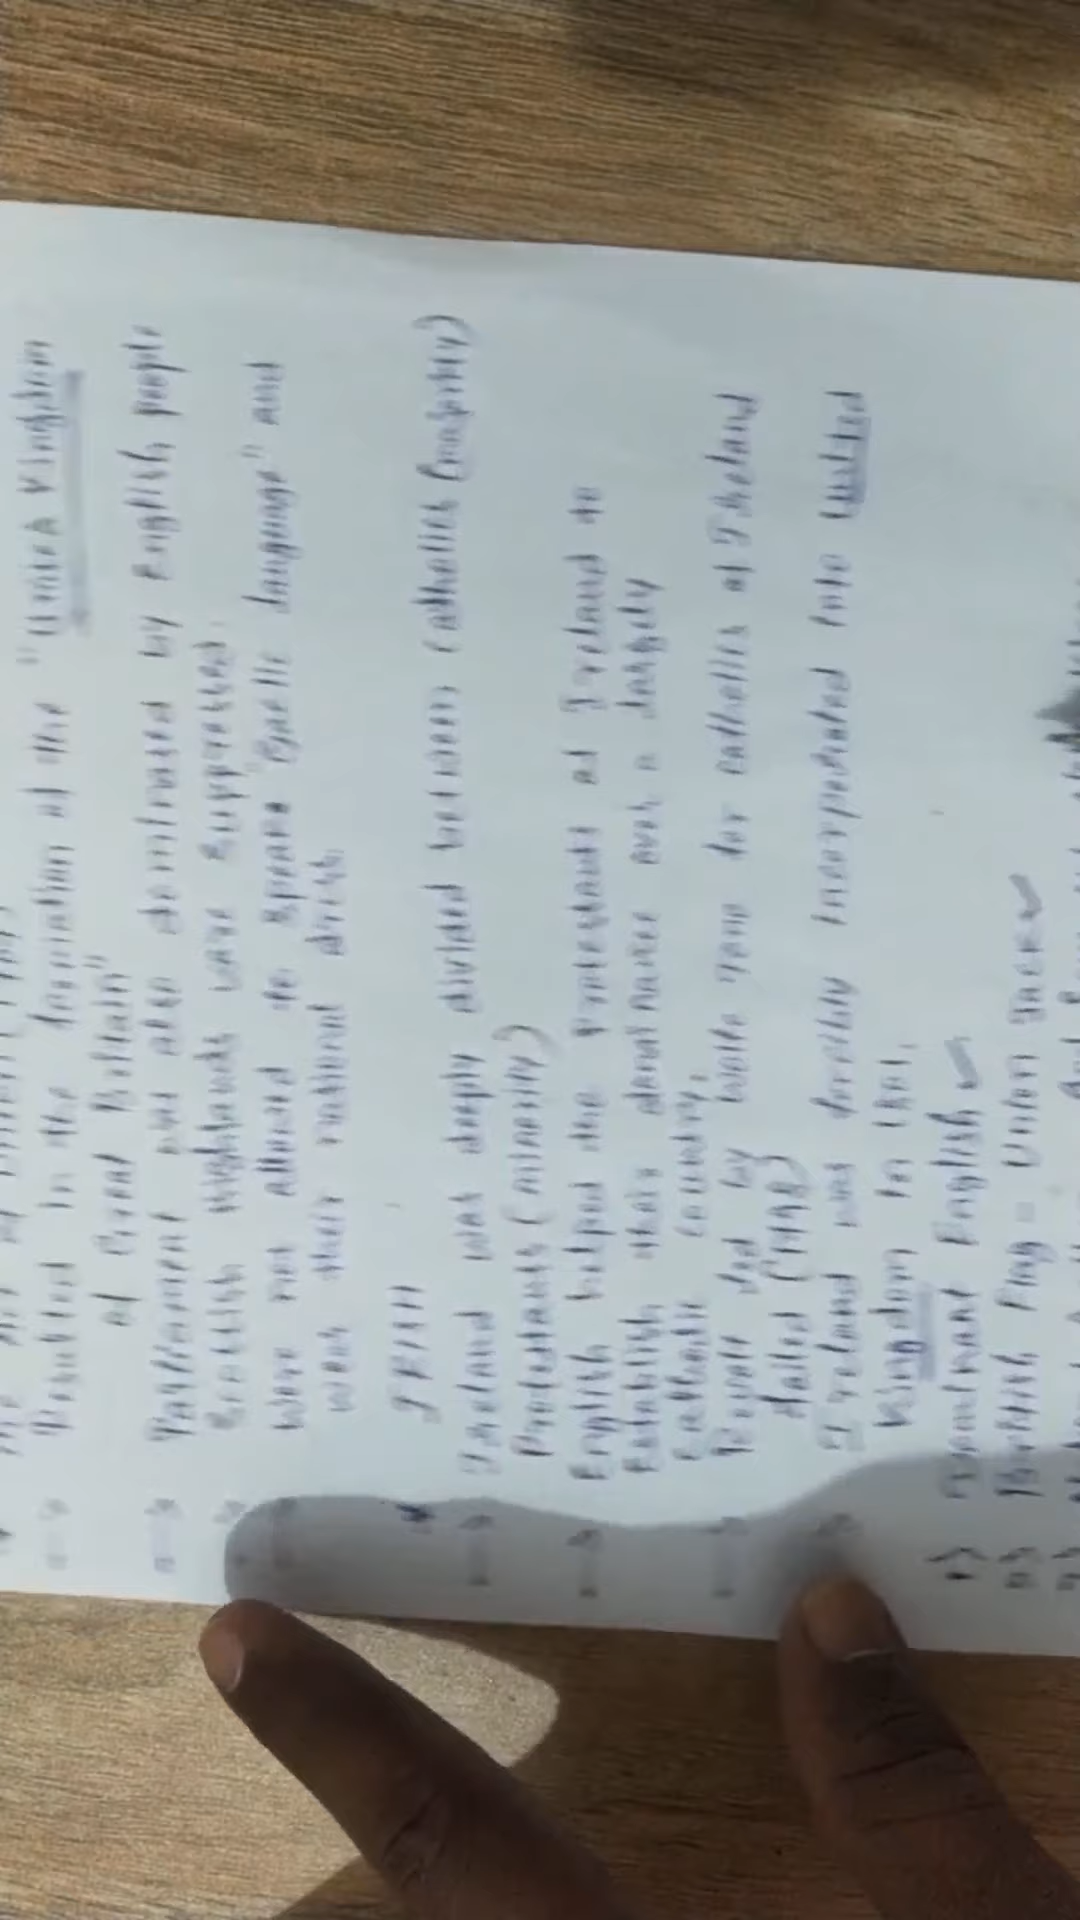 Resulted in the formation of the "United Kingdom
of Great Britain"
Parliament was also dominated by English people
Scottish Highlands were suppressed,
Were not allowed to speak "Gaelic language" and
wear their national dress.
IRISH
Ireland was deeply divided between Catholics (majority)
Protestants (minority)
English helped the Protestants of Ireland to
Establish their dominance over a largely
Catholic country.
Revolt led by Wolfe Tone for catholics of Ireland
failed (1798)
Ireland was forcibly incorporated into United
Kingdom in 1801.
1) English
British Flag - Union Jack